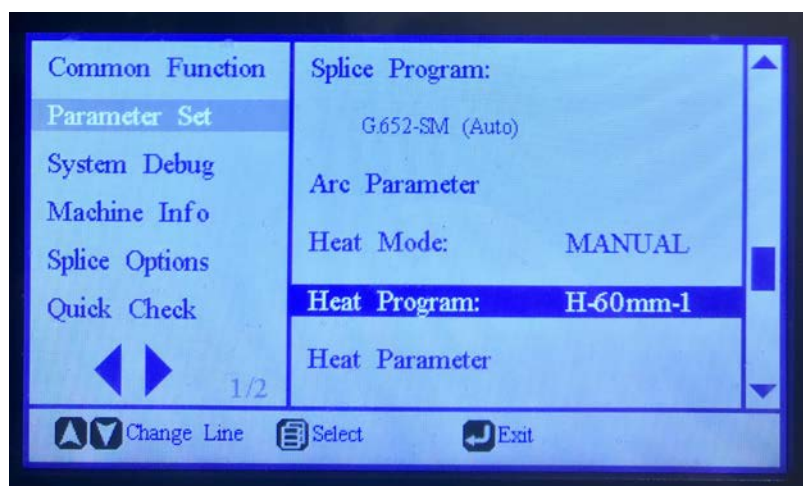 Common Function
Parameter Set
System Debug
Machine Info
Splice Options
Quick Check
1/2
Splice Program:
G.652-SM (Auto)
Arc Parameter
Heat Mode: MANUAL
Heat Program: H-60mm-1
Heat Parameter
Change Line Select Exit